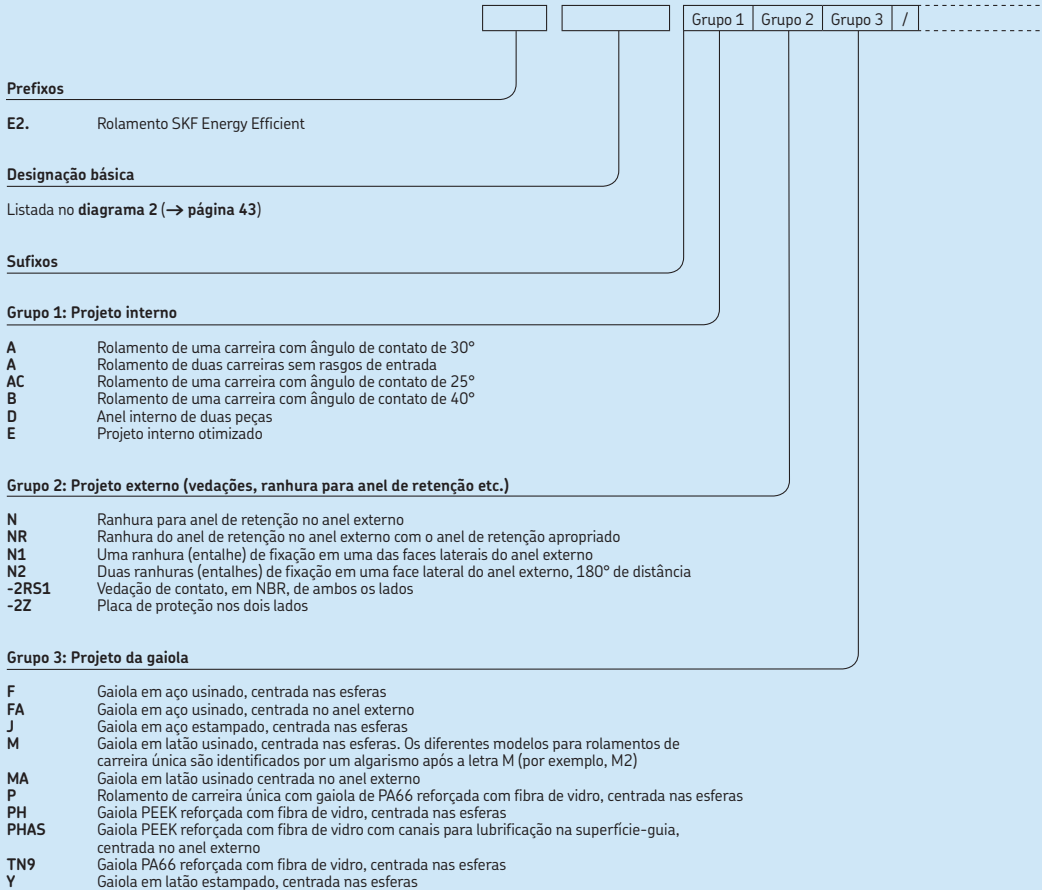 Grupo 1 Grupo 2 Grupo 3 /
Prefixos
E2. Rolamento SKF Energy Efficient
Designação básica
Listada no diagrama 2 (→ página 43)
Sufixos
Grupo 1: Projeto interno
A Rolamento de uma carreira com ângulo de contato de 30°
A Rolamento de duas carreiras sem rasgos de entrada
AC Rolamento de uma carreira com ângulo de contato de 25°
B Rolamento de uma carreira com ângulo de contato de 40°
D Anel interno de duas peças
E Projeto interno otimizado
Grupo 2: Projeto externo (vedações, ranhura para anel de retenção etc.)
N Ranhura para anel de retenção no anel externo
NR Ranhura do anel de retenção no anel externo com o anel de retenção apropriado
N1 Uma ranhura (entalhe) de fixação em uma das faces laterais do anel externo
N2 Duas ranhuras (entalhes) de fixação em uma face lateral do anel externo, 180° de distância
-2RS1 Vedação de contato, em NBR, de ambos os lados
-2Z Placa de proteção nos dois lados
Grupo 3: Projeto da gaiola
F Gaiola em aço usinado, centrada nas esferas
FA Gaiola em aço usinado, centrada no anel externo
J Gaiola em aço estampado, centrada nas esferas
M Gaiola em latão usinado, centrada nas esferas. Os diferentes modelos para rolamentos de
carreira única são identificados por um algarismo após a letra M (por exemplo, M2)
MA Gaiola em latão usinado centrada no anel externo
P Rolamento de carreira única com gaiola de PA66 reforçada com fibra de vidro, centrada nas esferas
PH Gaiola PEEK reforçada com fibra de vidro, centrada nas esferas
PHAS Gaiola PEEK reforçada com fibra de vidro com canais para lubrificação na superfície-guia,
centrada no anel externo
TN9 Gaiola PA66 reforçada com fibra de vidro, centrada nas esferas
Y Gaiola em latão estampado, centrada nas esferas